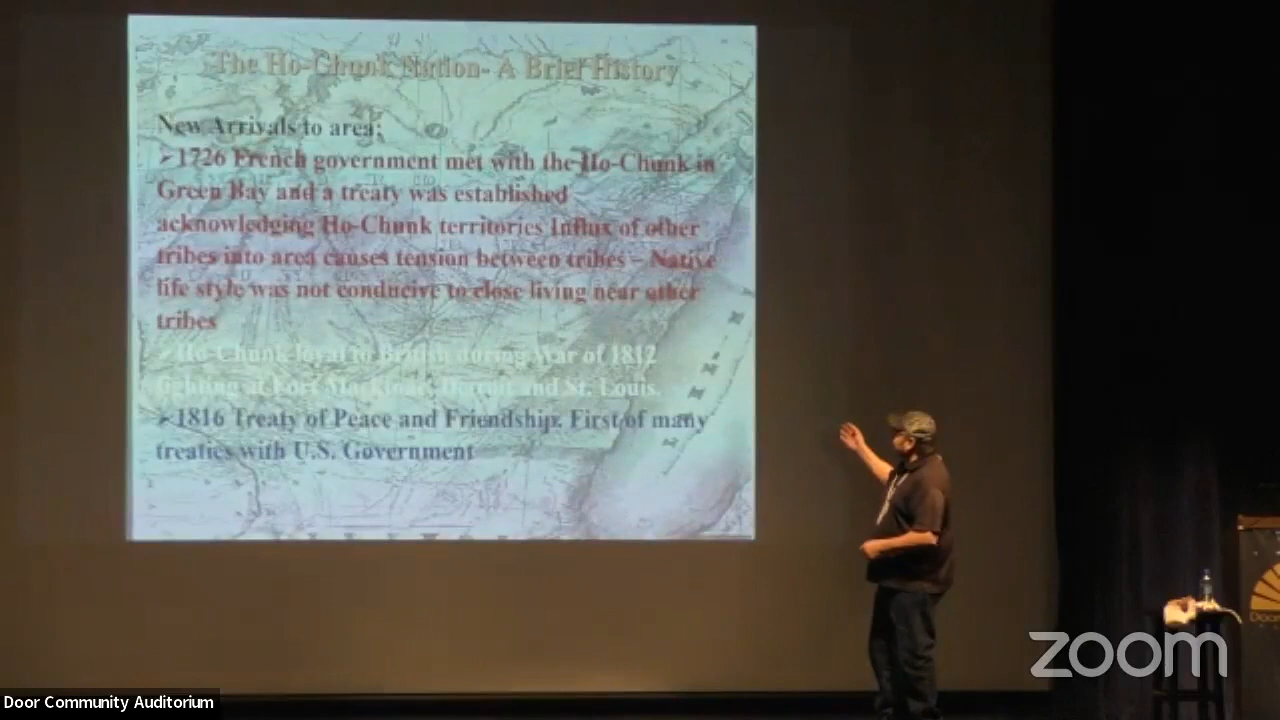 The Ho-Chunk Nation- A Brief History
New Arrivals to area:
➢1726 French government met with the Ho-Chunk in
Green Bay and a treaty was established
acknowledging Ho-Chunk territories Influx of other
tribes into area causes tension between tribes – Native
life style was not conducive to close living near other
tribes
➢Ho-Chunk loyal to British during War of 1812
fighting at Fort Mackinac, Detroit and St. Louis.
➢1816 Treaty of Peace and Friendship. First of many
treaties with U.S. Government
zoom
Door Community Auditorium